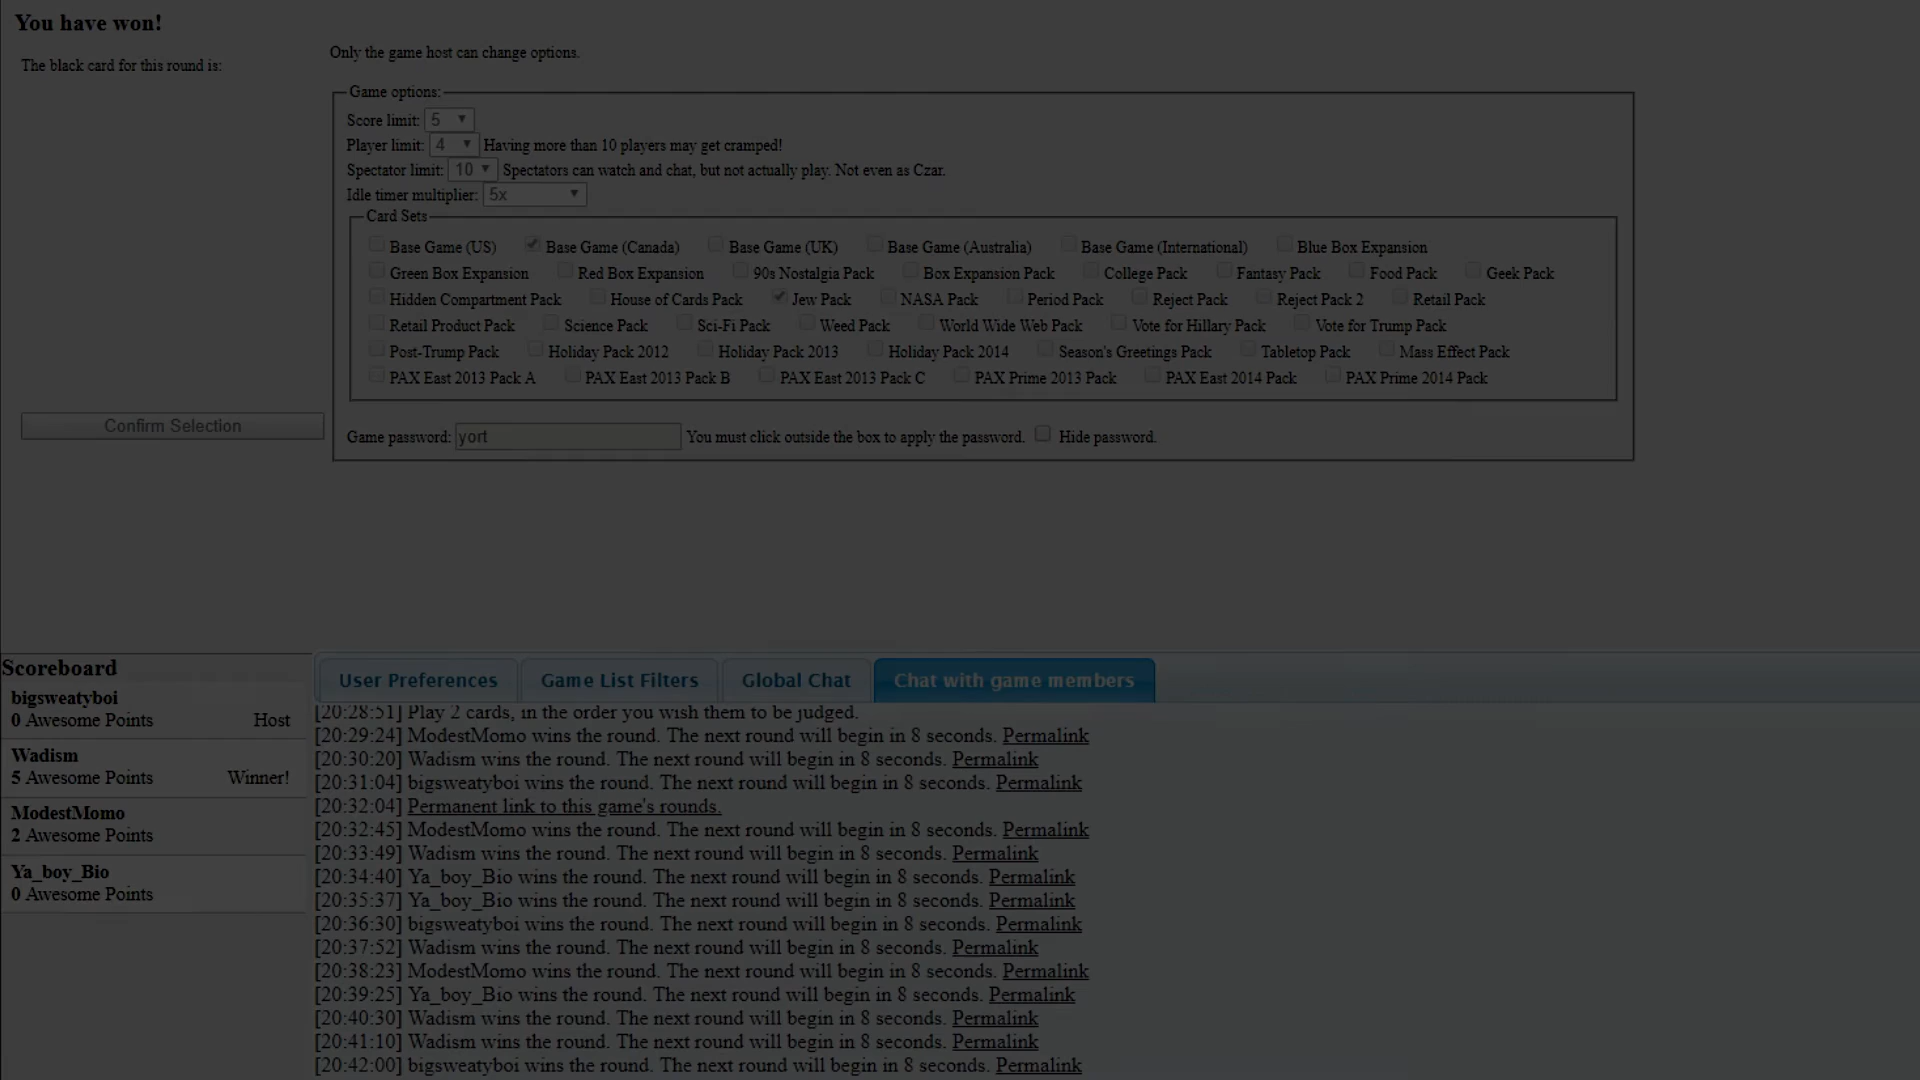 You have won!
The black card for this round is:
Only the game host can change options.
Game options:
Score limit: 5
Player limit: 4 Having more than 10 players may get cramped!
Spectator limit: 10 Spectators can watch and chat, but not actually play. Not even as Czar.
Idle timer multiplier: 5x
Card Sets
Base Game (US) Base Game (Canada) Base Game (UK) Base Game (Australia) Base Game (International) Blue Box Expansion
Green Box Expansion Red Box Expansion 90s Nostalgia Pack Box Expansion Pack College Pack Fantasy Pack Food Pack Geek Pack
Hidden Compartment Pack House of Cards Pack Jew Pack NASA Pack Period Pack Reject Pack Reject Pack 2 Retail Pack
Retail Product Pack Science Pack Sci-Fi Pack Weed Pack World Wide Web Pack Vote for Hillary Pack Vote for Trump Pack
Post-Trump Pack Holiday Pack 2012 Holiday Pack 2013 Holiday Pack 2014 Season's Greetings Pack Tabletop Pack Mass Effect Pack
PAX East 2013 Pack A PAX East 2013 Pack B PAX East 2013 Pack C PAX Prime 2013 Pack PAX East 2014 Pack PAX Prime 2014 Pack
Confirm Selection
Game password: yort You must click outside the box to apply the password. Hide password.
Scoreboard
bigsweatyboi
0 Awesome Points Host
Wadism
5 Awesome Points Winner!
ModestMomo
2 Awesome Points
Ya_boy_Bio
0 Awesome Points
User Preferences Game List Filters Global Chat Chat with game members
[20:28:51] Play 2 cards, in the order you wish them to be judged.
[20:29:24] ModestMomo wins the round. The next round will begin in 8 seconds. Permalink
[20:30:20] Wadism wins the round. The next round will begin in 8 seconds. Permalink
[20:31:04] bigsweatyboi wins the round. The next round will begin in 8 seconds. Permalink
[20:32:04] Permanent link to this game's rounds.
[20:32:45] ModestMomo wins the round. The next round will begin in 8 seconds. Permalink
[20:33:49] Wadism wins the round. The next round will begin in 8 seconds. Permalink
[20:34:40] Ya_boy_Bio wins the round. The next round will begin in 8 seconds. Permalink
[20:35:37] Ya_boy_Bio wins the round. The next round will begin in 8 seconds. Permalink
[20:36:30] bigsweatyboi wins the round. The next round will begin in 8 seconds. Permalink
[20:37:52] Wadism wins the round. The next round will begin in 8 seconds. Permalink
[20:38:23] ModestMomo wins the round. The next round will begin in 8 seconds. Permalink
[20:39:25] Ya_boy_Bio wins the round. The next round will begin in 8 seconds. Permalink
[20:40:30] Wadism wins the round. The next round will begin in 8 seconds. Permalink
[20:41:10] Wadism wins the round. The next round will begin in 8 seconds. Permalink
[20:42:00] bigsweatyboi wins the round. The next round will begin in 8 seconds. Permalink